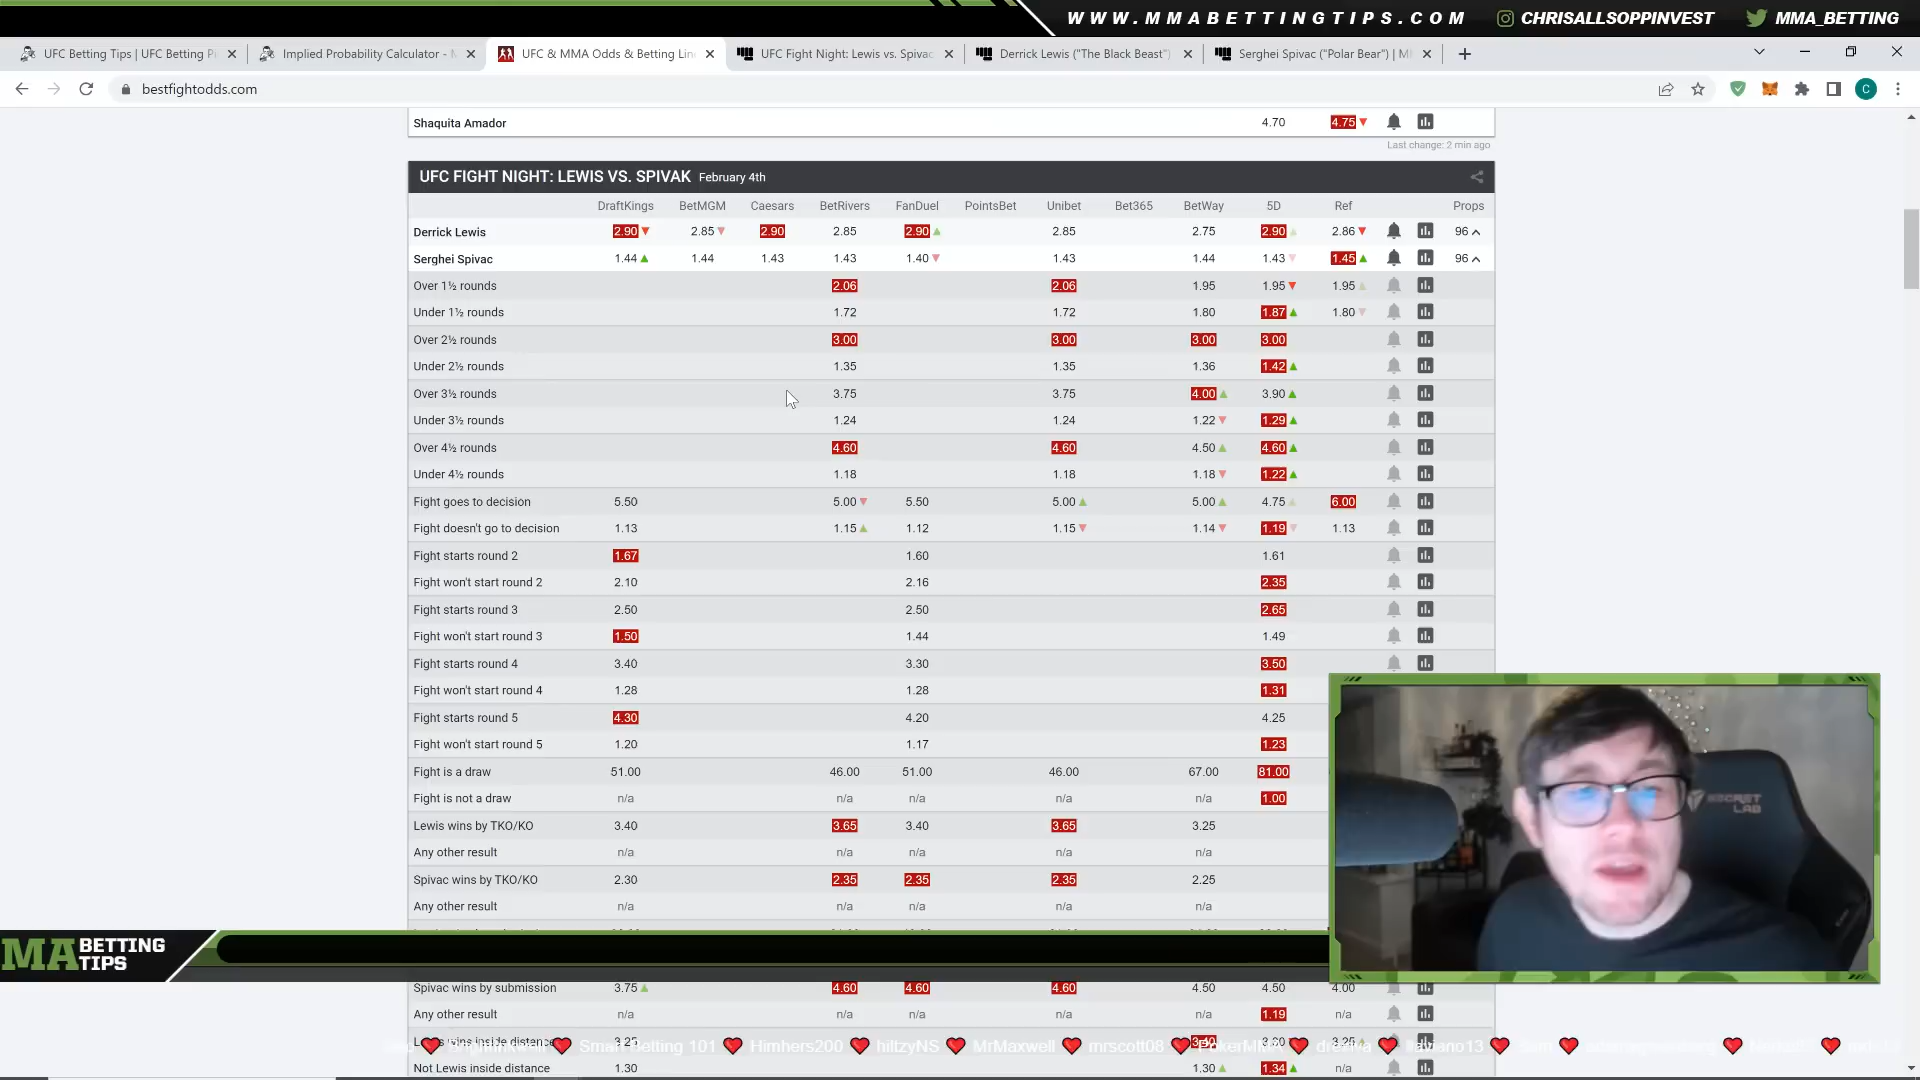 WWW.MMABETTINGTIPS.COM CHRISALLSOPPINVEST MMA_BETTING
UFC Betting Tips | UFC Betting Pi Implied Probability Calculator - M UFC & MMA Odds & Betting Line UFC Fight Night: Lewis vs. Spivac Derrick Lewis ("The Black Beast") Serghei Spivac ("Polar Bear") | M
bestfightodds.com C
Shaquita Amador 4.70 4.75
Last change: 2 min ago
UFC FIGHT NIGHT: LEWIS VS. SPIVAK February 4th
DraftKings BetMGM Caesars BetRivers FanDuel PointsBet Unibet Bet365 BetWay 5D Ref Props
Derrick Lewis 2.90 2.85 2.90 2.85 2.90 2.85 2.75 2.90 2.86 96
Serghei Spivac 1.44 1.44 1.43 1.43 1.40 1.43 1.44 1.43 1.45 96
Over 1½ rounds 2.06 2.06 1.95 1.95 1.95
Under 1½ rounds 1.72 1.72 1.80 1.87 1.80
Over 2½ rounds 3.00 3.00 3.00 3.00
Under 2½ rounds 1.35 1.35 1.36 1.42
Over 3½ rounds 3.75 3.75 4.00 3.90
Under 3½ rounds 1.24 1.24 1.22 1.29
Over 4½ rounds 4.60 4.60 4.50 4.60
Under 4½ rounds 1.18 1.18 1.18 1.22
Fight goes to decision 5.50 5.00 5.50 5.00 5.00 4.75 6.00
Fight doesn't go to decision 1.13 1.15 1.12 1.15 1.14 1.19 1.13
Fight starts round 2 1.67 1.60 1.61
Fight won't start round 2 2.10 2.16 2.35
Fight starts round 3 2.50 2.50 2.65
Fight won't start round 3 1.50 1.44 1.49
Fight starts round 4 3.40 3.30 3.50
Fight won't start round 4 1.28 1.28 1.31
Fight starts round 5 4.30 4.20 4.25
Fight won't start round 5 1.20 1.17 1.23
Fight is a draw 51.00 46.00 51.00 46.00 67.00 81.00
Fight is not a draw n/a n/a n/a n/a n/a 1.00
SECRET
LAB
Lewis wins by TKO/KO 3.40 3.65 3.40 3.65 3.25
Any other result n/a n/a n/a n/a n/a
Spivac wins by TKO/KO 2.30 2.35 2.35 2.35 2.25
Any other result n/a n/a n/a n/a n/a
MA BETTING
TIPS
Spivac wins by submission 3.75 4.60 4.60 4.60 4.50 4.50 4.00
Any other result n/a n/a n/a n/a n/a 1.19 n/a
wins inside distance 3.25 3.40 3.25
Smart Betting 101 Himhers200 hillzyNS MrMaxwell mrscott08
Not Lewis inside distance 1.30 1.30 1.34 n/a